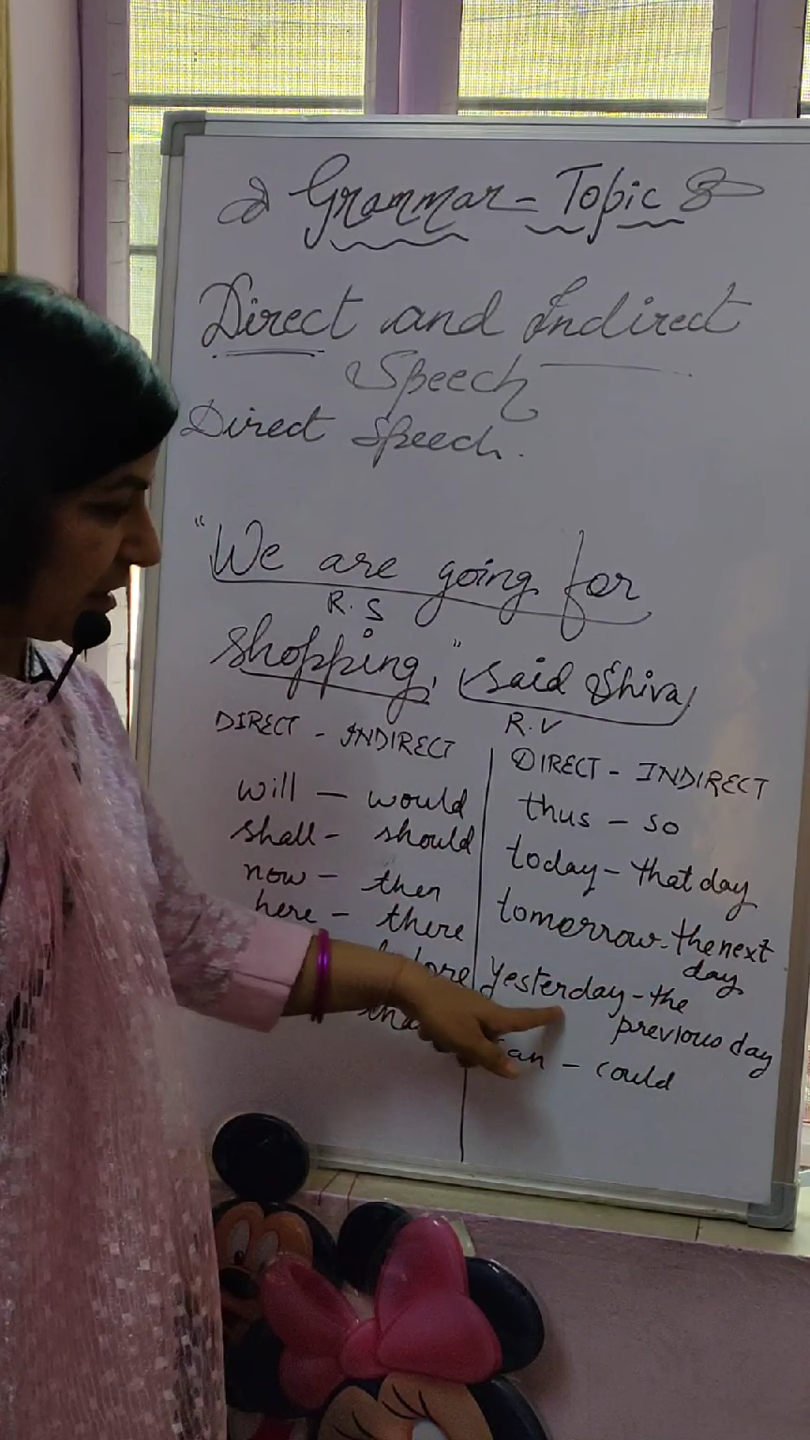 Grammar - Topic
Direct and Indirect
Speech
Direct Speech.
"We are going for
R. S
shopping," said Shiva
R. V
DIRECT - INDIRECT
will - would
shall - should
now - then
here - there
DIRECT - INDIRECT
thus - so
today - that day
tomorrow - the next
day
yesterday - the
previous day
- could